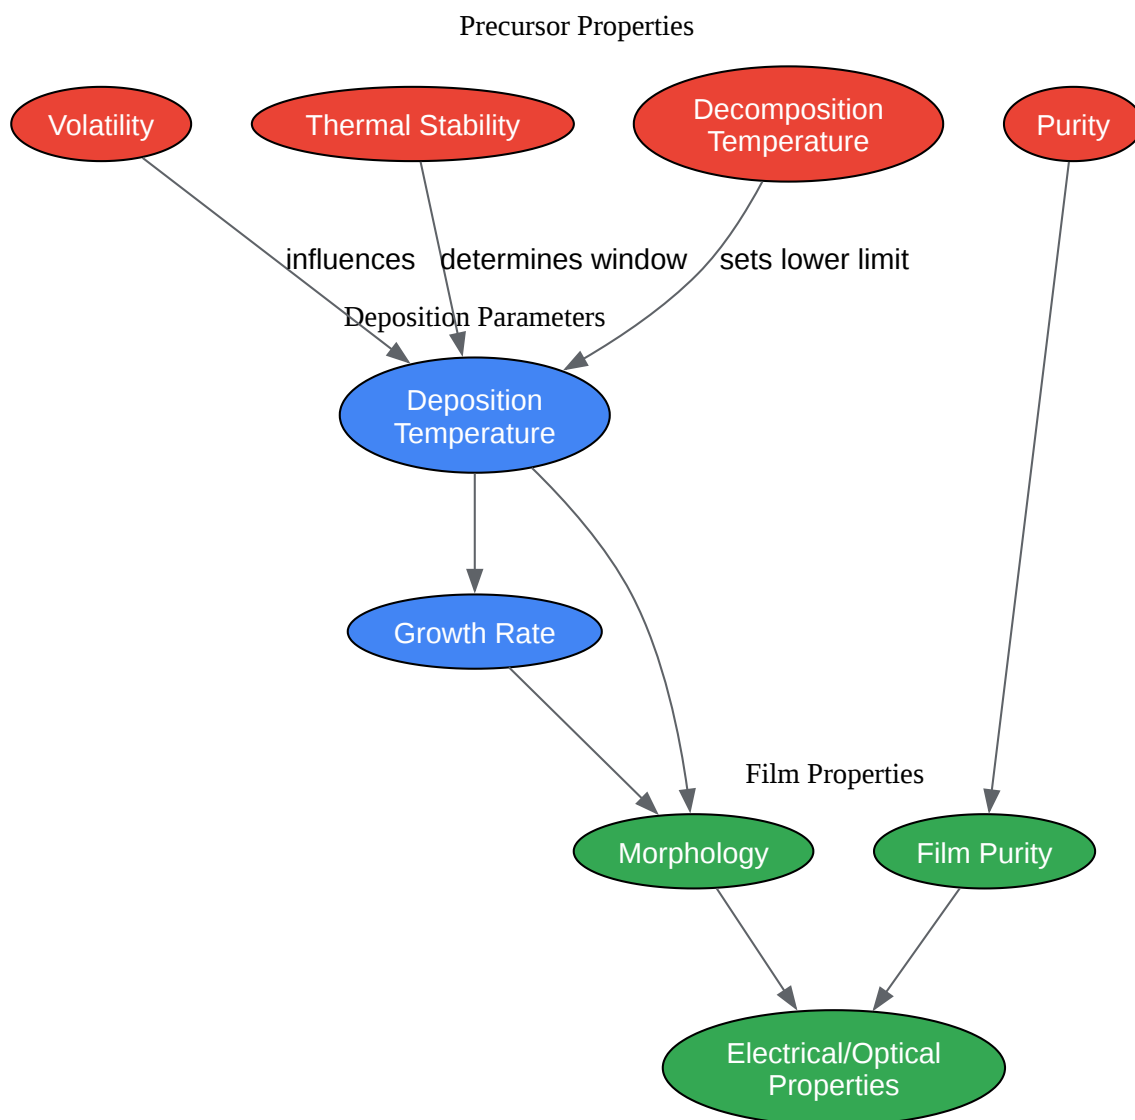 Precursor Properties
Volatility
Thermal Stability
Decomposition
Temperature
Purity
influences
determines window
sets lower limit
Deposition Parameters
Deposition
Temperature
Growth Rate
Film Properties
Morphology
Film Purity
Electrical/Optical
Properties